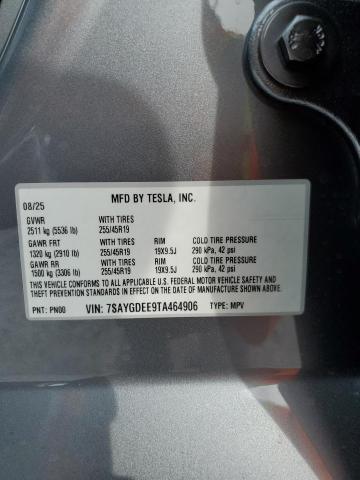 08/25 MFD BY TESLA, INC.
GVWR WITH TIRES
2511 kg (5536 lb) 255/45R19
GAWR FRT WITH TIRES RIM COLD TIRE PRESSURE
1320 kg (2910 lb) 255/45R19 19X9.5J 290 kPa, 42 psi
GAWR RR WITH TIRES RIM COLD TIRE PRESSURE
1500 kg (3306 lb) 255/45R19 19X9.5J 290 kPa, 42 psi
THIS VEHICLE CONFORMS TO ALL APPLICABLE U.S. FEDERAL MOTOR VEHICLE SAFETY AND
THEFT PREVENTION STANDARDS IN EFFECT ON THE DATE OF MANUFACTURE SHOWN
ABOVE.
PNT: PN00 VIN: 7SAYGDEE9TA464906 TYPE: MPV